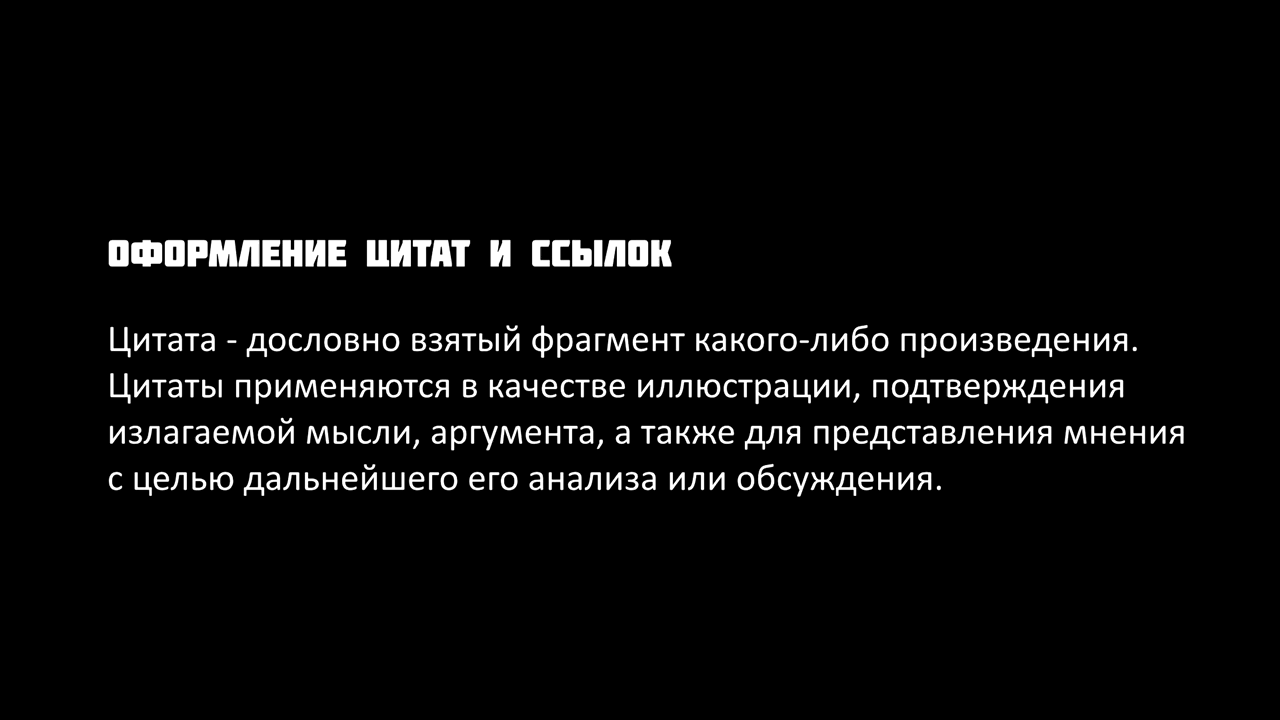 ОФОРМЛЕНИЕ ЦИТАТ И ССЫЛОК
Цитата - дословно взятый фрагмент какого-либо произведения.
Цитаты применяются в качестве иллюстрации, подтверждения
излагаемой мысли, аргумента, а также для представления мнения
с целью дальнейшего его анализа или обсуждения.